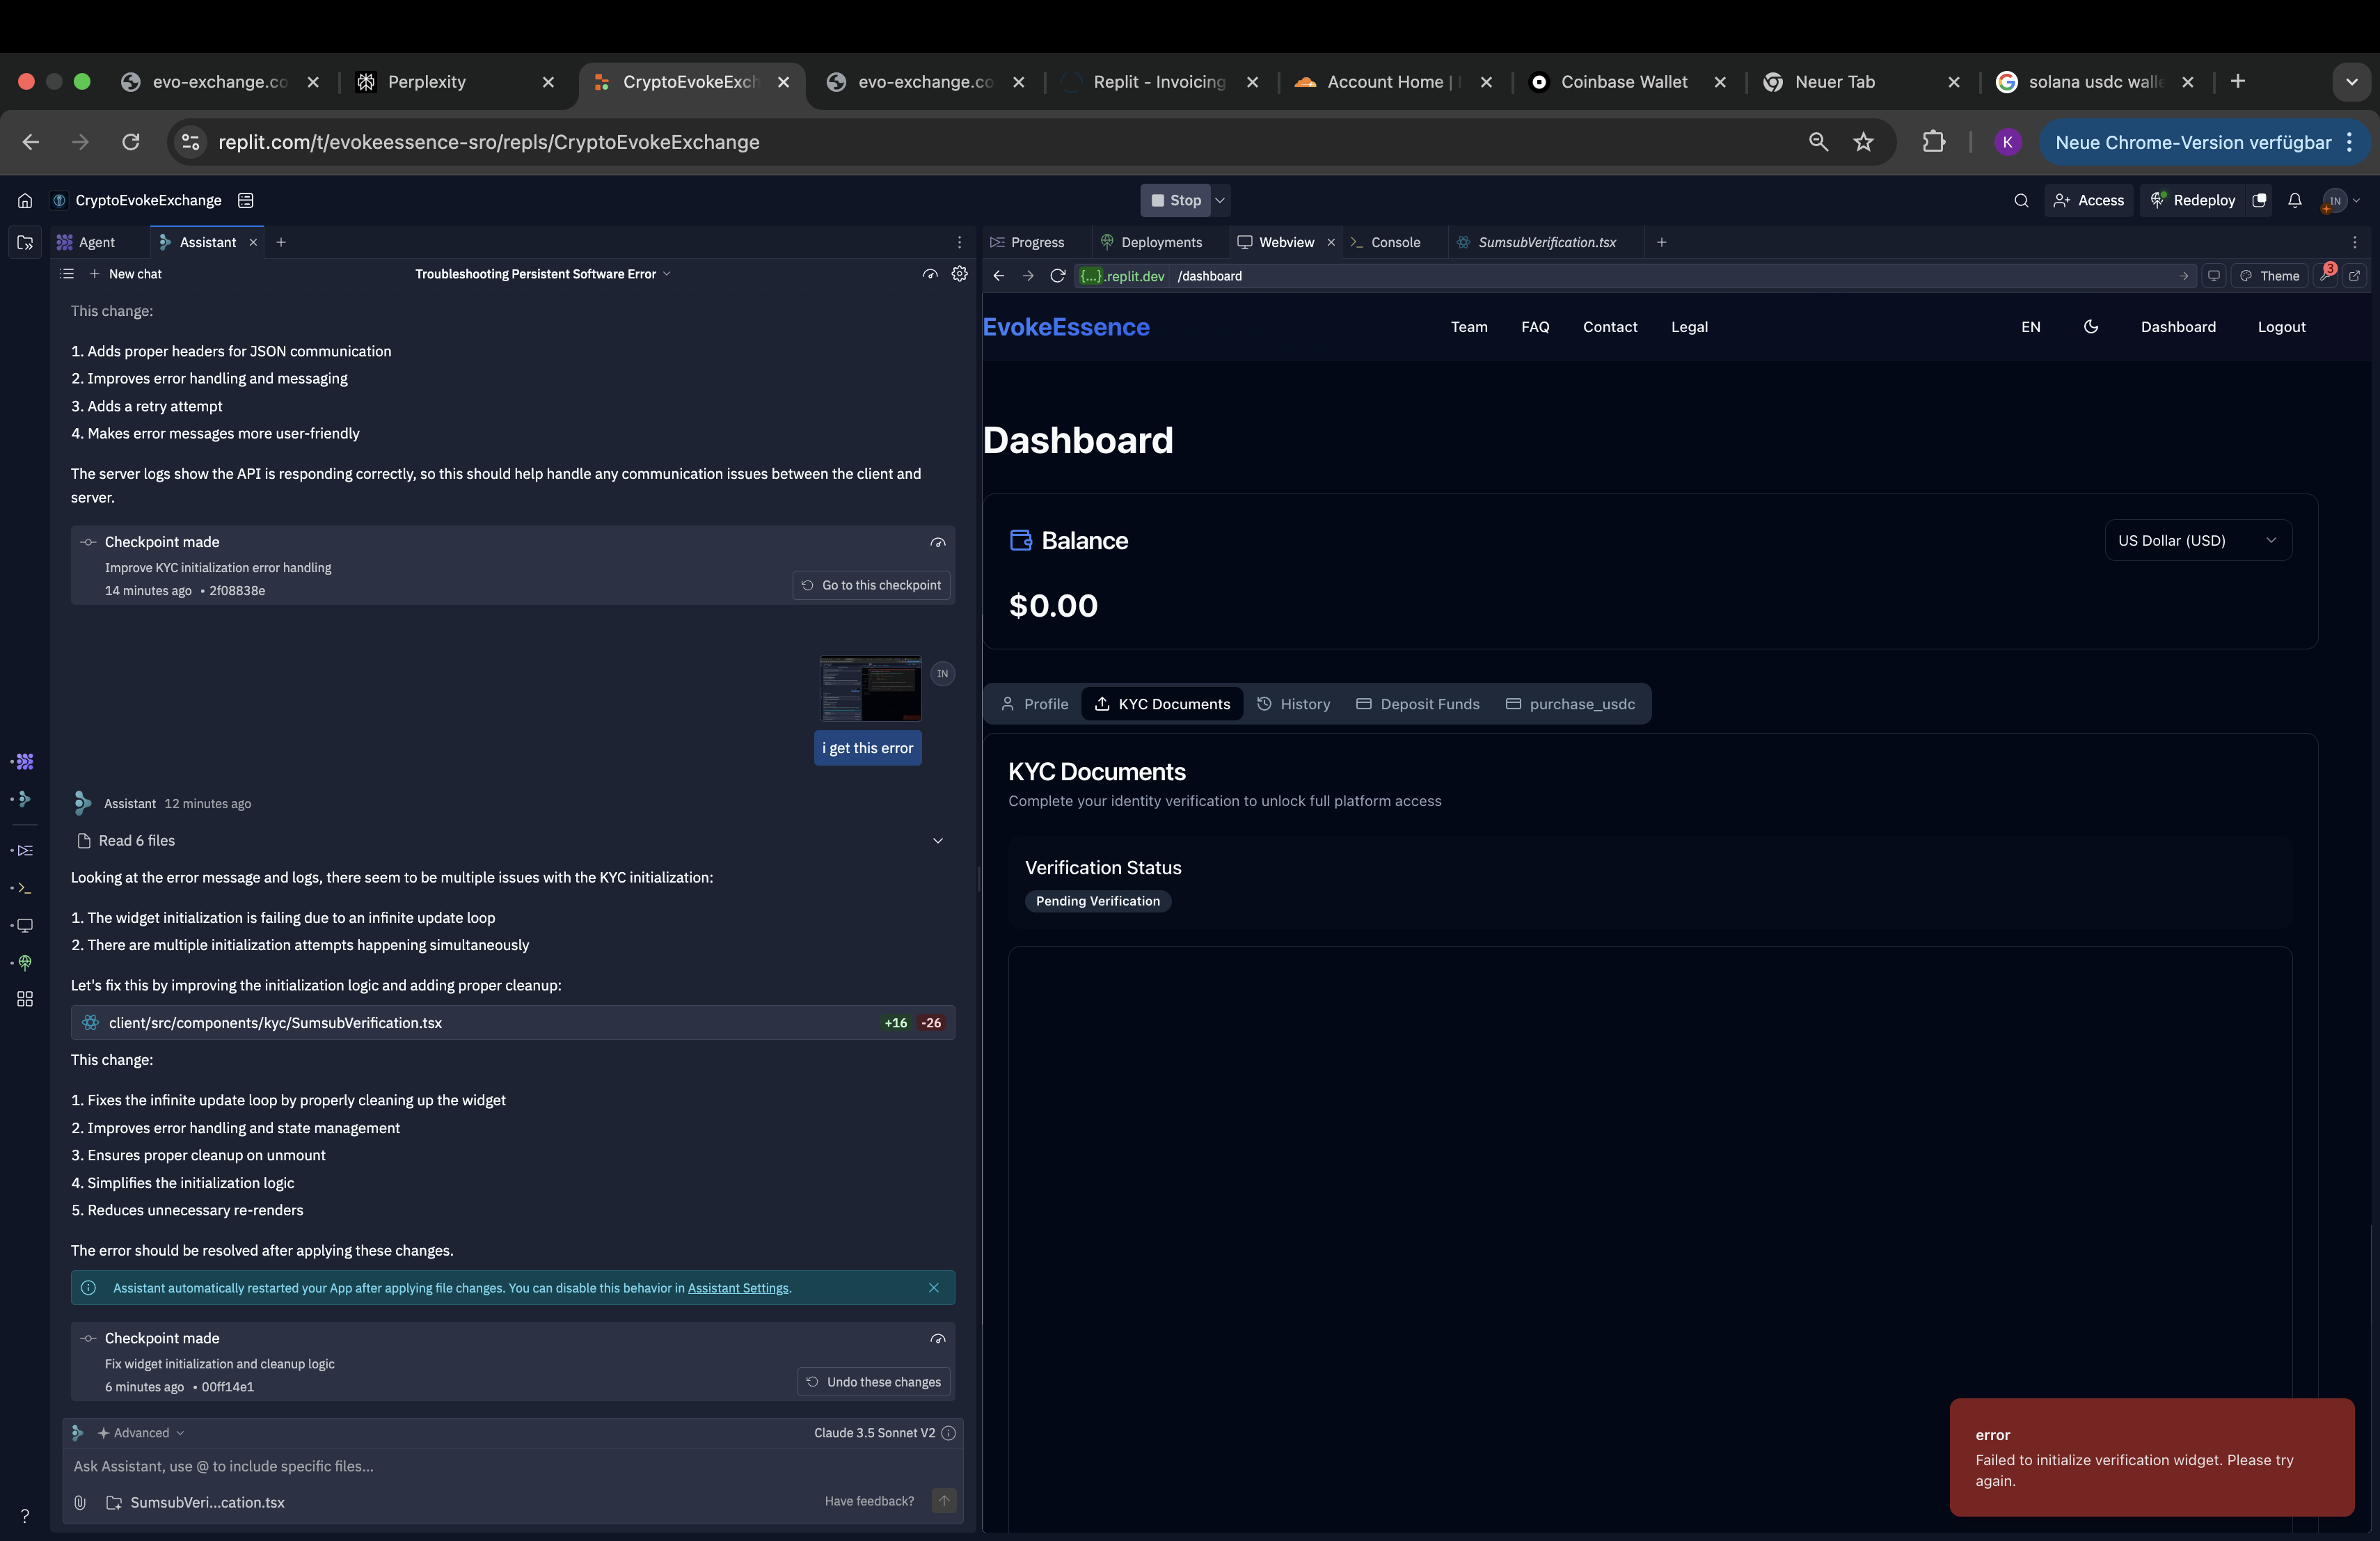 evo-exchange.co
Perplexity
CryptoEvokeExch
evo-exchange.co
Replit - Invoicing
Account Home |
Coinbase Wallet
Neuer Tab
solana usdc walle
replit.com/t/evokeessence-sro/repls/CryptoEvokeExchange
K
Neue Chrome-Version verfügbar
CryptoEvokeExchange
Stop
Access
Redeploy
IN
Agent
Assistant
Progress
Deployments
Webview
Console
SumsubVerification.tsx
New chat
Troubleshooting Persistent Software Error
{...}.replit.dev /dashboard
Theme
3
This change:
1. Adds proper headers for JSON communication
2. Improves error handling and messaging
3. Adds a retry attempt
4. Makes error messages more user-friendly
The server logs show the API is responding correctly, so this should help handle any communication issues between the client and
server.
Checkpoint made
Improve KYC initialization error handling
14 minutes ago • 2f08838e
Go to this checkpoint
IN
i get this error
Assistant 12 minutes ago
Read 6 files
Looking at the error message and logs, there seem to be multiple issues with the KYC initialization:
1. The widget initialization is failing due to an infinite update loop
2. There are multiple initialization attempts happening simultaneously
Let's fix this by improving the initialization logic and adding proper cleanup:
client/src/components/kyc/SumsubVerification.tsx
+16 -26
This change:
1. Fixes the infinite update loop by properly cleaning up the widget
2. Improves error handling and state management
3. Ensures proper cleanup on unmount
4. Simplifies the initialization logic
5. Reduces unnecessary re-renders
The error should be resolved after applying these changes.
Assistant automatically restarted your App after applying file changes. You can disable this behavior in Assistant Settings.
Checkpoint made
Fix widget initialization and cleanup logic
6 minutes ago • 00ff14e1
Undo these changes
Advanced
Claude 3.5 Sonnet V2
Ask Assistant, use @ to include specific files...
SumsubVeri...cation.tsx
Have feedback?
?
EvokeEssence
Team
FAQ
Contact
Legal
EN
Dashboard
Logout
Dashboard
Balance
US Dollar (USD)
$0.00
Profile
KYC Documents
History
Deposit Funds
purchase_usdc
KYC Documents
Complete your identity verification to unlock full platform access
Verification Status
Pending Verification
error
Failed to initialize verification widget. Please try
again.